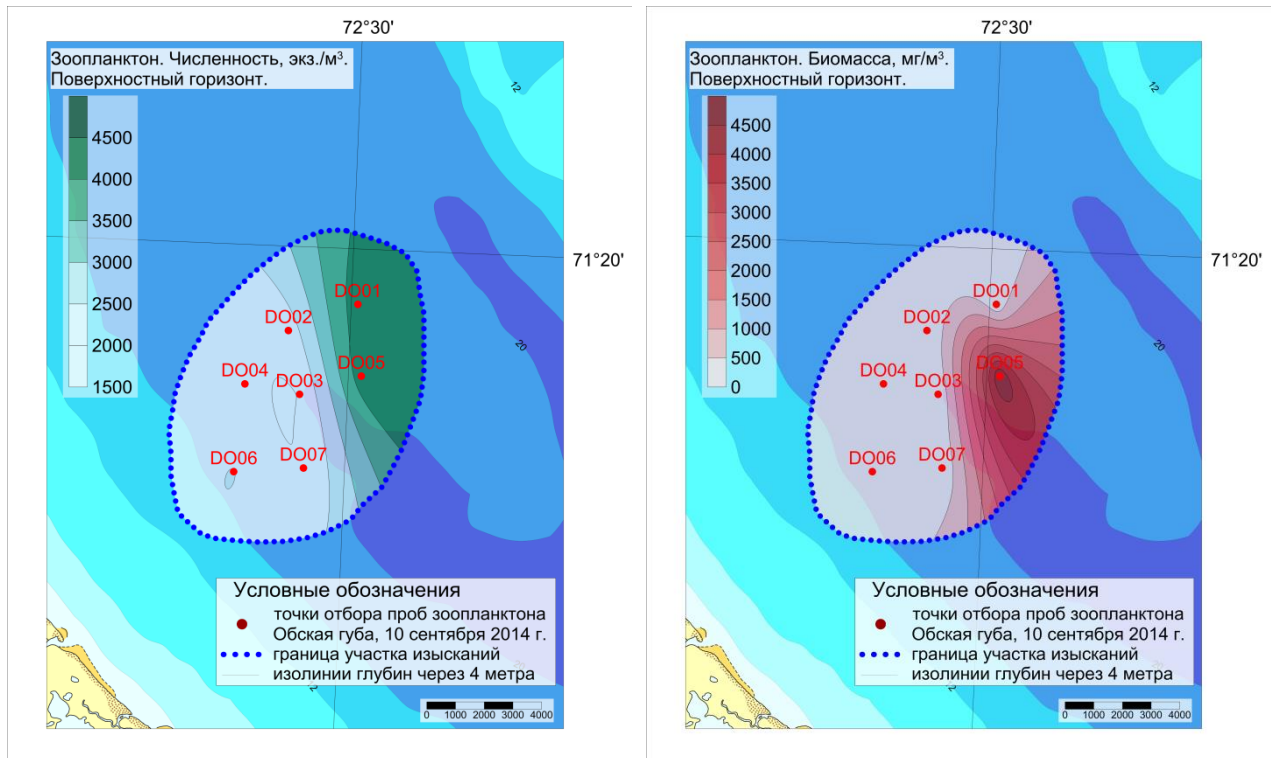 72°30'
Зоопланктон. Численность, экз./м³.
Поверхностный горизонт.
4500
4000
3500
3000
2500
2000
1500
12
71°20'
DO01
DO02
DO05
DO04
DO03
DO06
DO07
20
Условные обозначения
точки отбора проб зоопланктона
Обская губа, 10 сентября 2014 г.
граница участка изысканий
изолинии глубин через 4 метра
0 1000 2000 3000 4000
72°30'
Зоопланктон. Биомасса, мг/м³.
Поверхностный горизонт.
4500
4000
3500
3000
2500
2000
1500
1000
500
0
12
71°20'
DO01
DO02
DO05
DO04
DO03
DO06
DO07
20
Условные обозначения
точки отбора проб зоопланктона
Обская губа, 10 сентября 2014 г.
граница участка изысканий
изолинии глубин через 4 метра
0 1000 2000 3000 4000